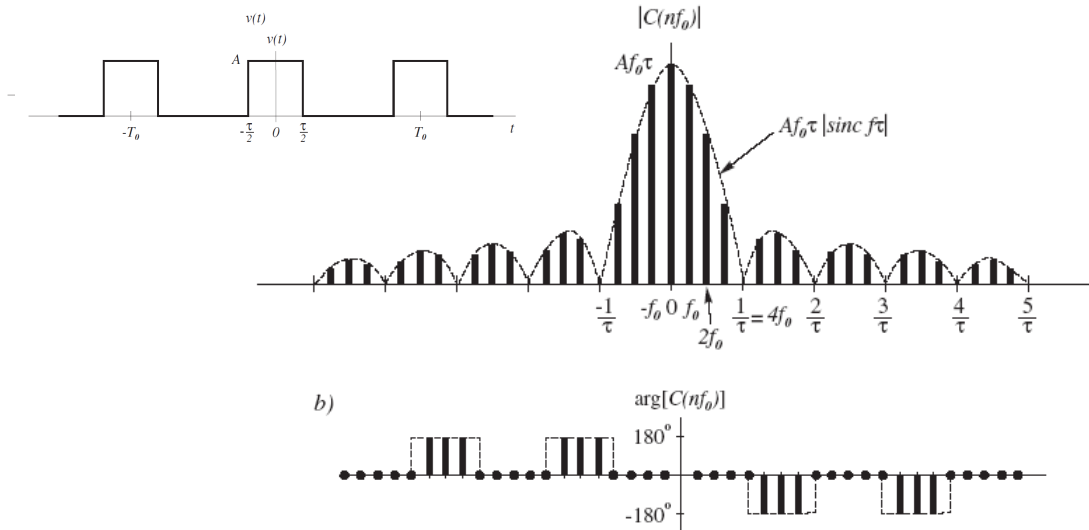 v(t)
v(t)
A
-T₀
-τ/2
0
τ/2
T₀
t
|C(nf₀)|
Af₀τ
Af₀τ |sinc fτ|
-1/τ
-f₀ 0 f₀
2f₀
1/τ = 4f₀
2/τ
3/τ
4/τ
5/τ
b)
arg[C(nf₀)]
180°
-180°